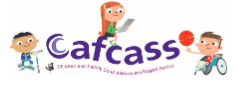 Cafcass
Children and Family Court Advisory and Support Service